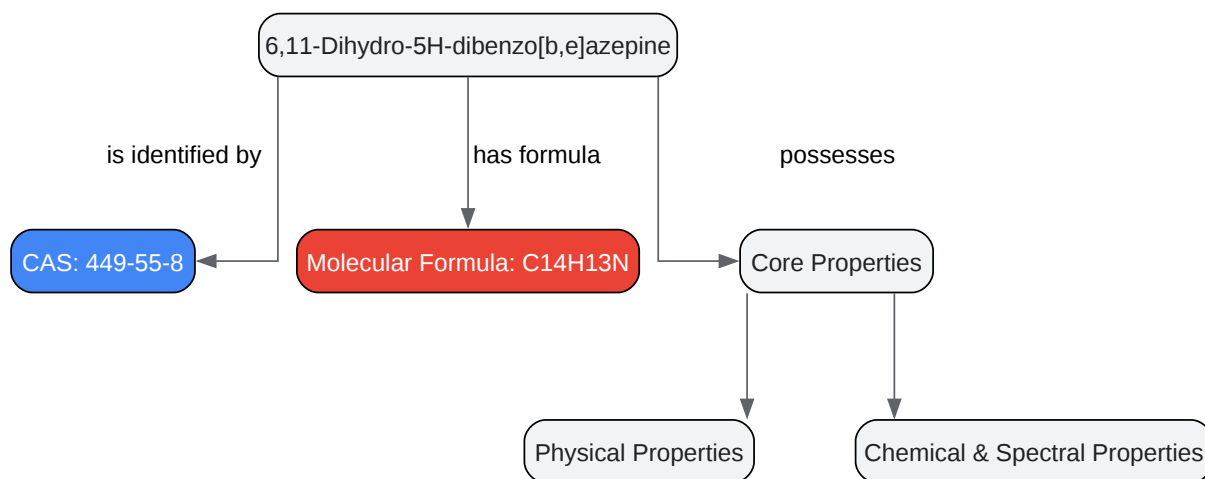 6,11-Dihydro-5H-dibenzo[b,e]azepine
is identified by
has formula
possesses
CAS: 449-55-8
Molecular Formula: C14H13N
Core Properties
Physical Properties
Chemical & Spectral Properties